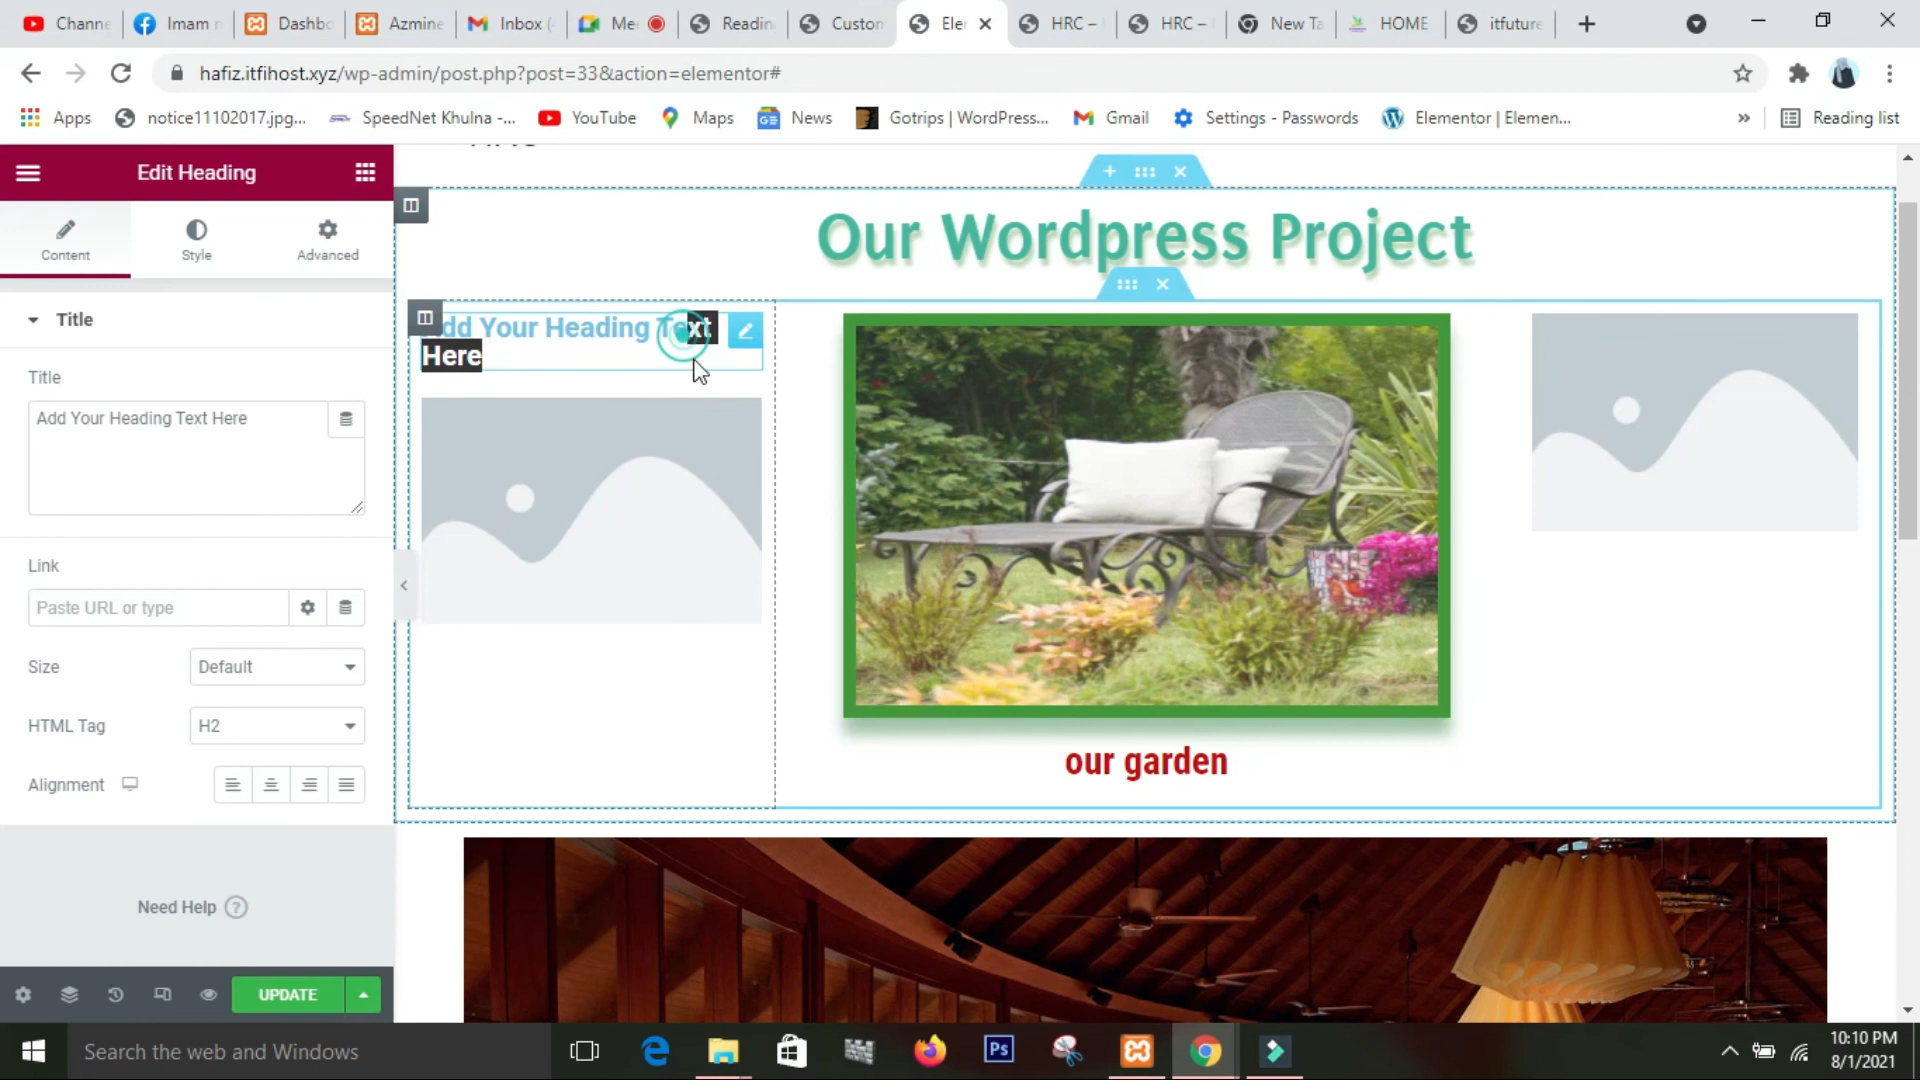 Channe
Imam n
Dashbo
Azmine
Inbox (
Me
Readin
Custom
Ele
HRC –
HRC –
New Ta
HOME
itfuture
hafiz.itfihost.xyz/wp-admin/post.php?post=33&action=elementor#
Apps
notice11102017.jpg...
SpeedNet Khulna -...
YouTube
Maps
News
Gotrips | WordPress...
Gmail
Settings - Passwords
Elementor | Elemen...
»
Reading list
Edit Heading
Content
Style
Advanced
Title
Title
Add Your Heading Text Here
Link
Paste URL or type
Size
Default
HTML Tag
H2
Alignment
Need Help
UPDATE
Our Wordpress Project
Add Your Heading Text
Here
our garden
Search the web and Windows
Ps
10:10 PM
8/1/2021